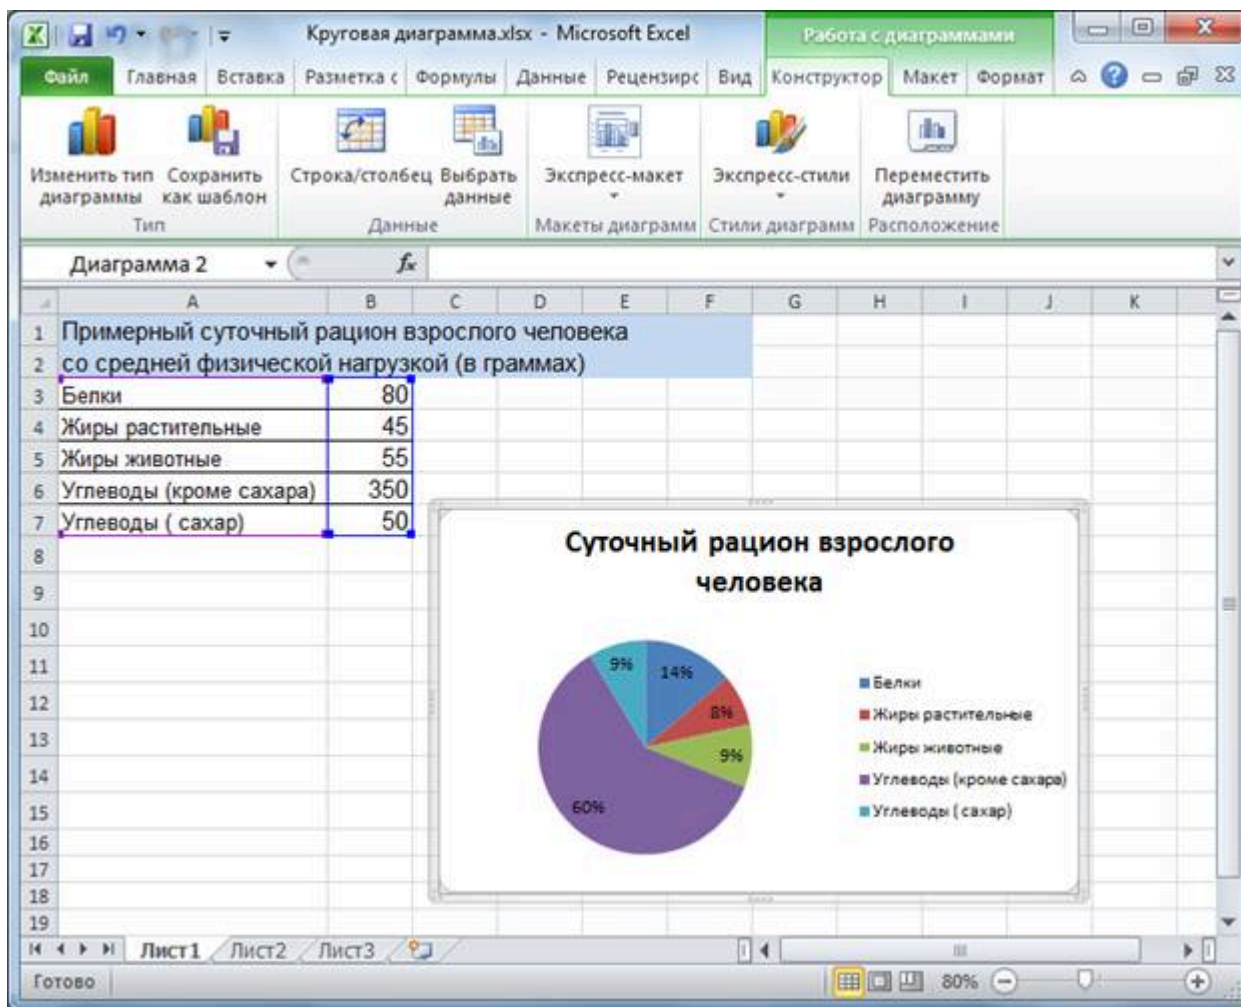 Круговая диаграмма.xlsx - Microsoft Excel
Работа с диаграммами
Файл Главная Вставка Разметка с Формулы Данные Рецензирс Вид Конструктор Макет Формат
Изменить тип диаграммы
Сохранить как шаблон
Строка/столбец
Выбрать данные
Экспресс-макет
Экспресс-стили
Переместить диаграмму
Тип Данные Макеты диаграмм Стили диаграмм Расположение
Диаграмма 2 fx
A B C D E F G H I J K
1 Примерный суточный рацион взрослого человека
2 со средней физической нагрузкой (в граммах)
3 Белки 80
4 Жиры растительные 45
5 Жиры животные 55
6 Углеводы (кроме сахара) 350
7 Углеводы ( сахар) 50
8
9
10
11
12
13
14
15
16
17
18
19
Суточный рацион взрослого
человека
9%
14%
8%
9%
60%
Белки
Жиры растительные
Жиры животные
Углеводы (кроме сахара)
Углеводы ( сахар)
Лист1 Лист2 Лист3
Готово 80%